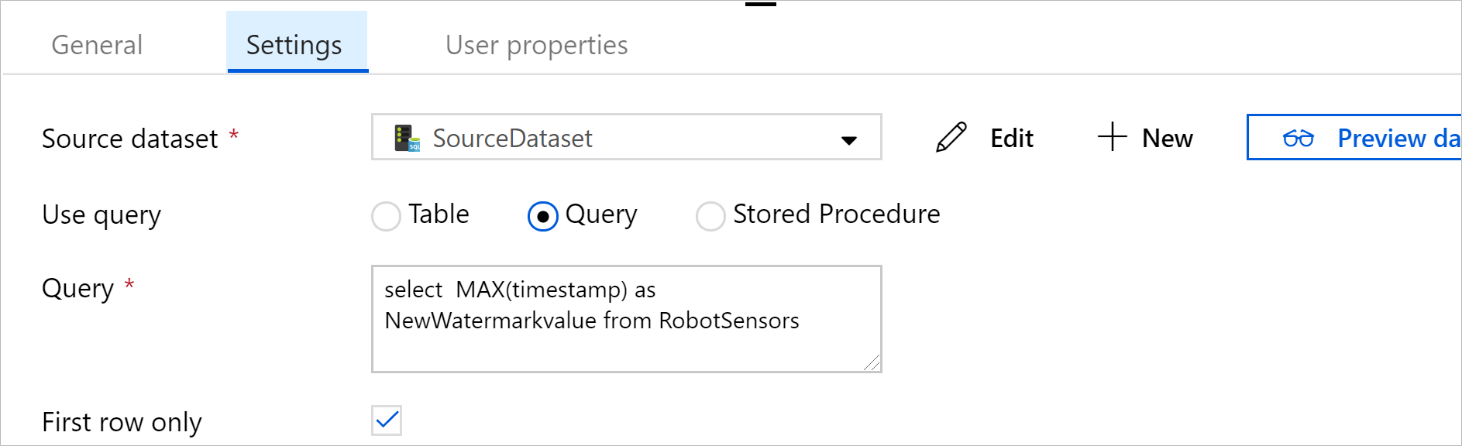 General Settings User properties
Source dataset * SQL SourceDataset Edit New Preview da
Use query Table Query Stored Procedure
Query * select  MAX(timestamp) as
NewWatermarkvalue from RobotSensors
First row only